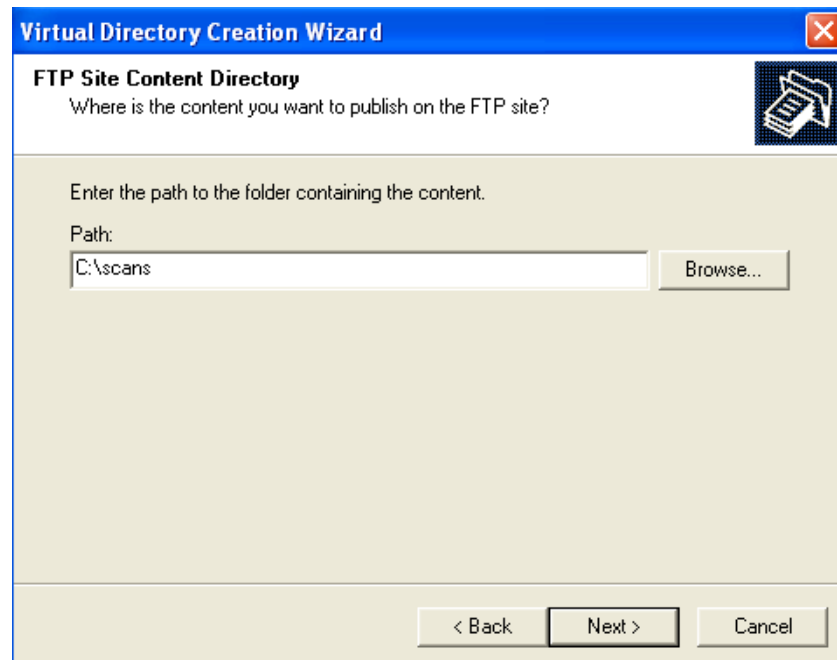 Virtual Directory Creation Wizard
FTP Site Content Directory
Where is the content you want to publish on the FTP site?
Enter the path to the folder containing the content.
Path:
C:\scans
Browse...
< Back
Next >
Cancel